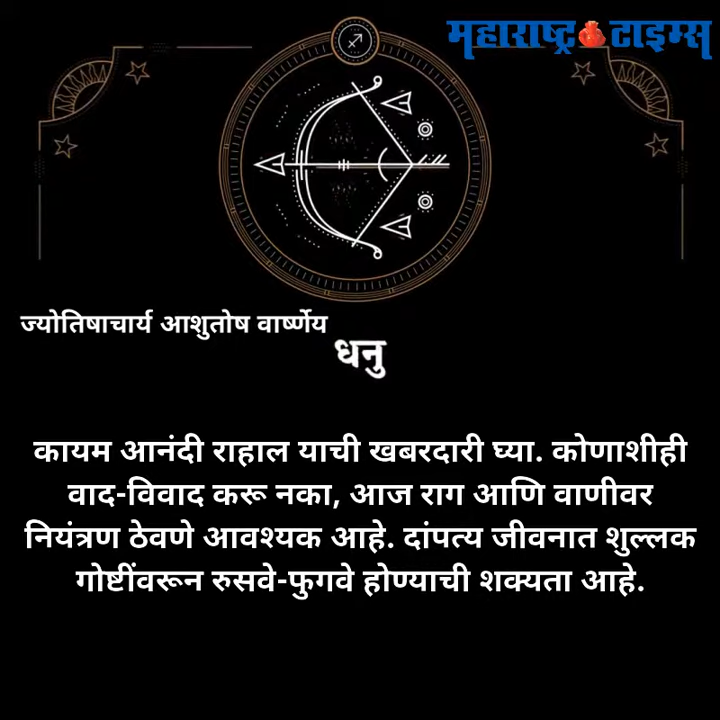 महाराष्ट्र टाइम्स
ज्योतिषाचार्य आशुतोष वार्ष्णेय
धनु
कायम आनंदी राहाल याची खबरदारी घ्या. कोणाशीही
वाद-विवाद करू नका, आज राग आणि वाणीवर
नियंत्रण ठेवणे आवश्यक आहे. दांपत्य जीवनात शुल्लक
गोष्टींवरून रुसवे-फुगवे होण्याची शक्यता आहे.